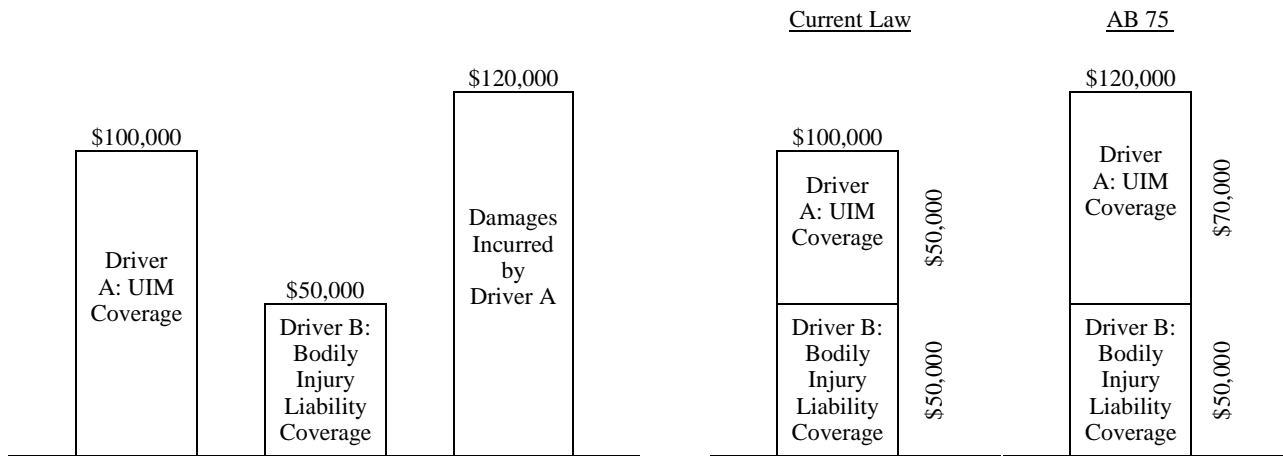 Current Law
AB 75
$120,000
$120,000
$100,000
$100,000
Driver
A: UIM
Coverage
$50,000
Driver
A: UIM
Coverage
$70,000
Damages
Incurred
by
Driver A
Driver
A: UIM
Coverage
$50,000
Driver B:
Bodily
Injury
Liability
Coverage
Driver B:
Bodily
Injury
Liability
Coverage
$50,000
Driver B:
Bodily
Injury
Liability
Coverage
$50,000